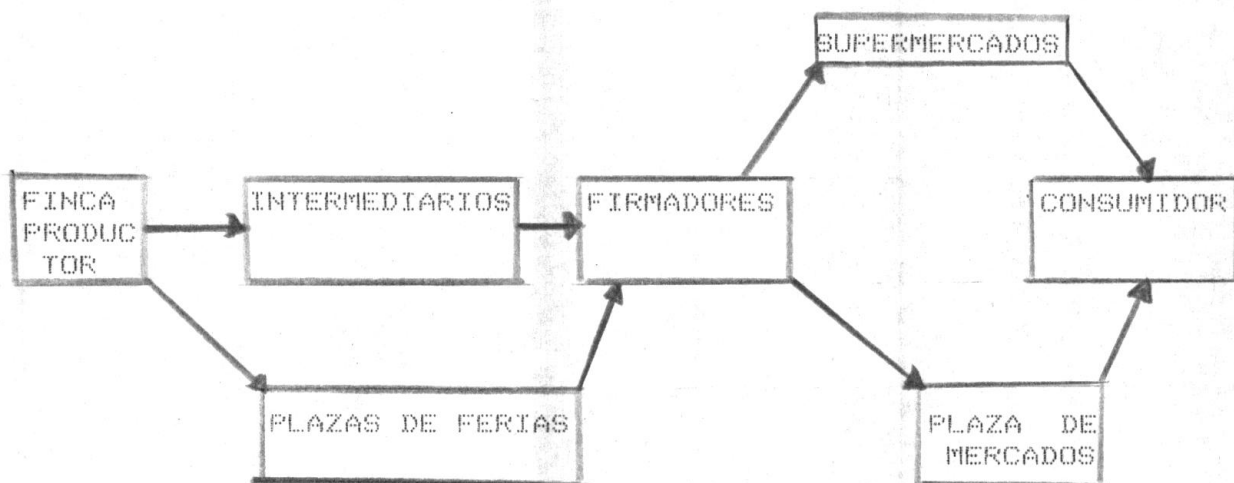 SUPERMERCADOS
FINCA
PRODUC
TOR
INTERMEDIARIOS
FIRMADORES
CONSUMIDOR
PLAZAS DE FERIAS
PLAZA DE
MERCADOS